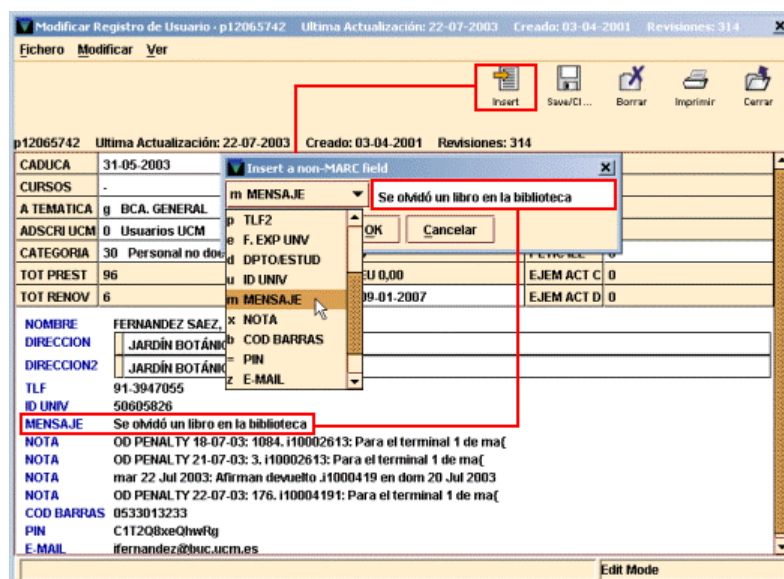 Modificar Registro de Usuario - p12065742 Ultima Actualización: 22-07-2003 Creado: 03-04-2001 Revisiones: 314
Fichero Modificar Ver
Insert Save/Cl... Borrar Imprimir Cerrar
p12065742 Ultima Actualización: 22-07-2003 Creado: 03-04-2001 Revisiones: 314
CADUCA 31-05-2003
Insert a non-MARC field
CURSOS -
m MENSAJE Se olvidó un libro en la biblioteca
A TEMATICA g BCA. GENERAL
p TLF2
ADSCRI UCM 0 Usuarios UCM
e F. EXP UNV OK Cancelar
CATEGORIA 30 Personal no do
d DPTO/ESTUD
TOT PREST 96
u ID UNIV EU 0,00 EJEM ACT C 0
TOT RENOV 6
m MENSAJE 09-01-2007 EJEM ACT D 0
x NOTA
b COD BARRAS
= PIN
z E-MAIL
NOMBRE FERNANDEZ SAEZ,
DIRECCION JARDÍN BOTÁNI
DIRECCION2 JARDÍN BOTÁNI
TLF 91-3947055
ID UNIV 50605826
MENSAJE Se olvidó un libro en la biblioteca
NOTA OD PENALTY 18-07-03: 1084. i10002613: Para el terminal 1 de ma{
NOTA OD PENALTY 21-07-03: 3. i10002613: Para el terminal 1 de ma{
NOTA mar 22 Jul 2003: Afirman devuelto .i1000419 en dom 20 Jul 2003
NOTA OD PENALTY 22-07-03: 176. i10004191: Para el terminal 1 de ma{
COD BARRAS 0533013233
PIN C1T2Q8xeQhwRg
E-MAIL ifernandez@buc.ucm.es
Edit Mode